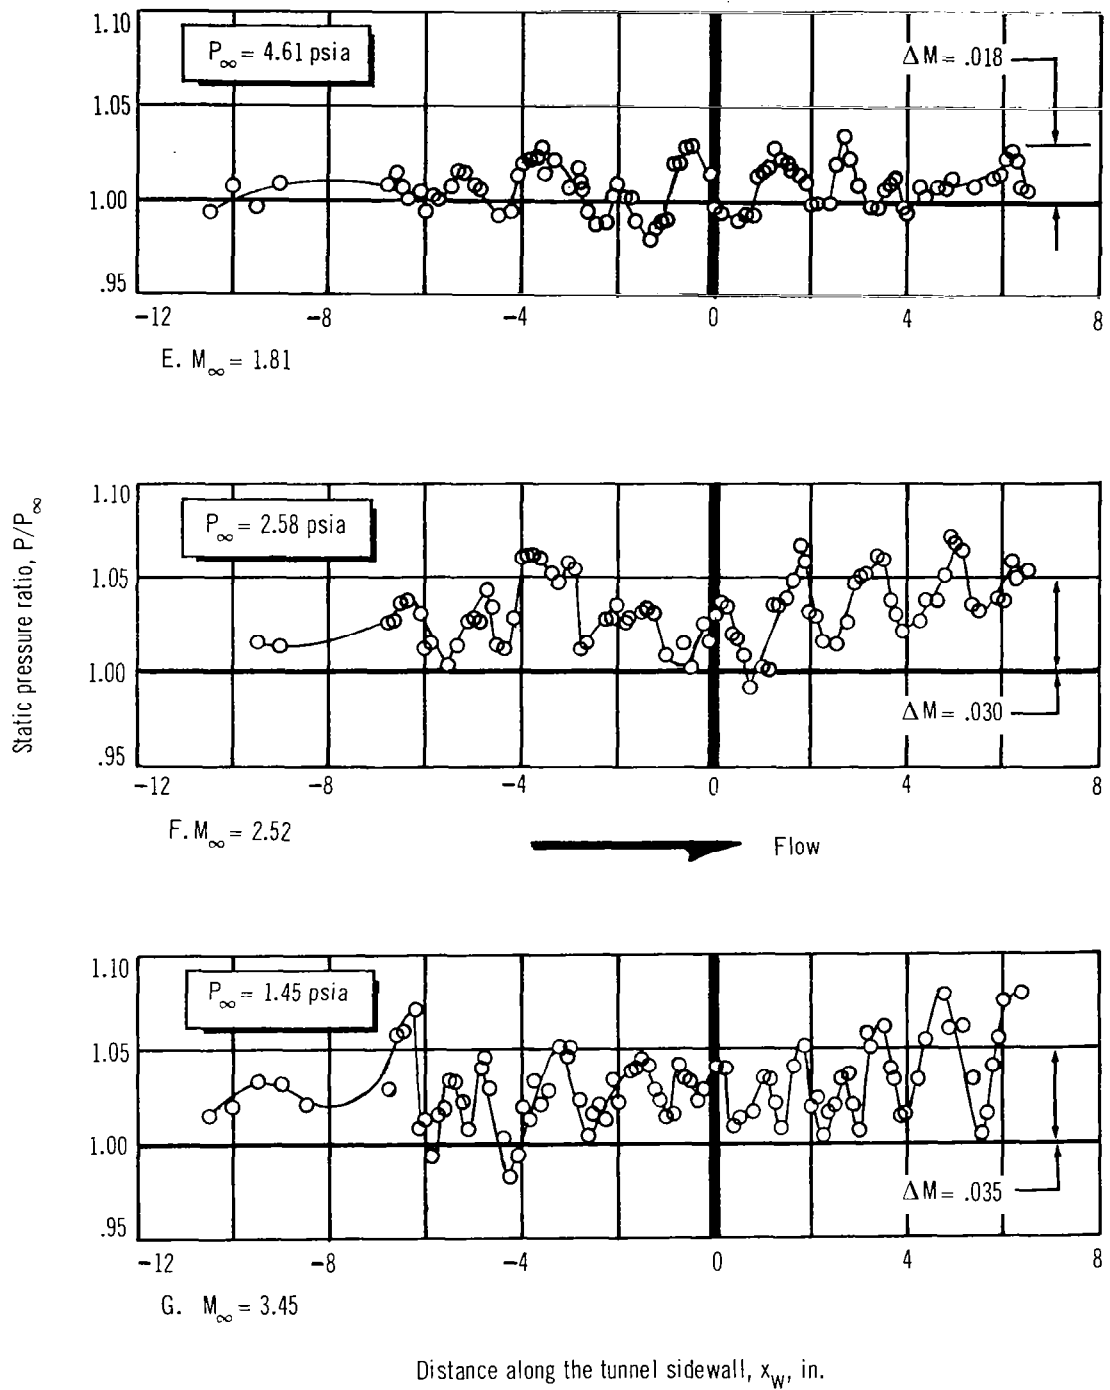 Static pressure ratio, P/P∞
1.10
1.05
1.00
.95
P∞ = 4.61 psia
ΔM = .018
−12
−8
−4
0
4
8
E. M∞ = 1.81
1.10
1.05
1.00
.95
P∞ = 2.58 psia
ΔM = .030
−12
−8
−4
0
4
8
F. M∞ = 2.52
Flow
1.10
1.05
1.00
.95
P∞ = 1.45 psia
ΔM = .035
−12
−8
−4
0
4
8
G. M∞ = 3.45
Distance along the tunnel sidewall, xw, in.